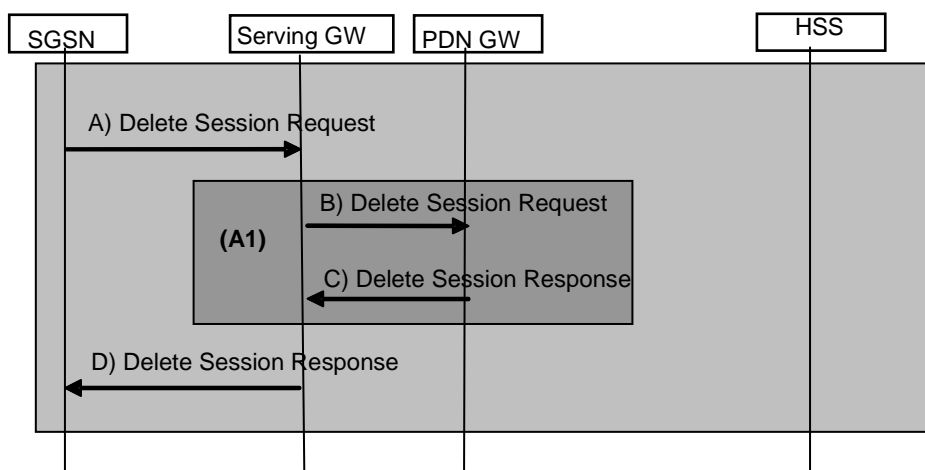 SGSN
Serving GW
PDN GW
HSS
A) Delete Session Request
B) Delete Session Request
(A1)
C) Delete Session Response
D) Delete Session Response